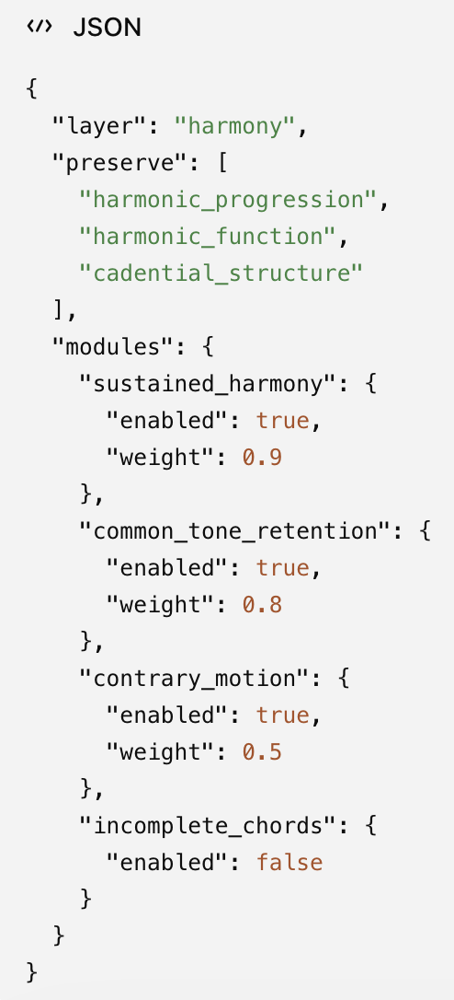 </> JSON
{
  "layer": "harmony",
  "preserve": [
    "harmonic_progression",
    "harmonic_function",
    "cadential_structure"
  ],
  "modules": {
    "sustained_harmony": {
      "enabled": true,
      "weight": 0.9
    },
    "common_tone_retention": {
      "enabled": true,
      "weight": 0.8
    },
    "contrary_motion": {
      "enabled": true,
      "weight": 0.5
    },
    "incomplete_chords": {
      "enabled": false
    }
  }
}